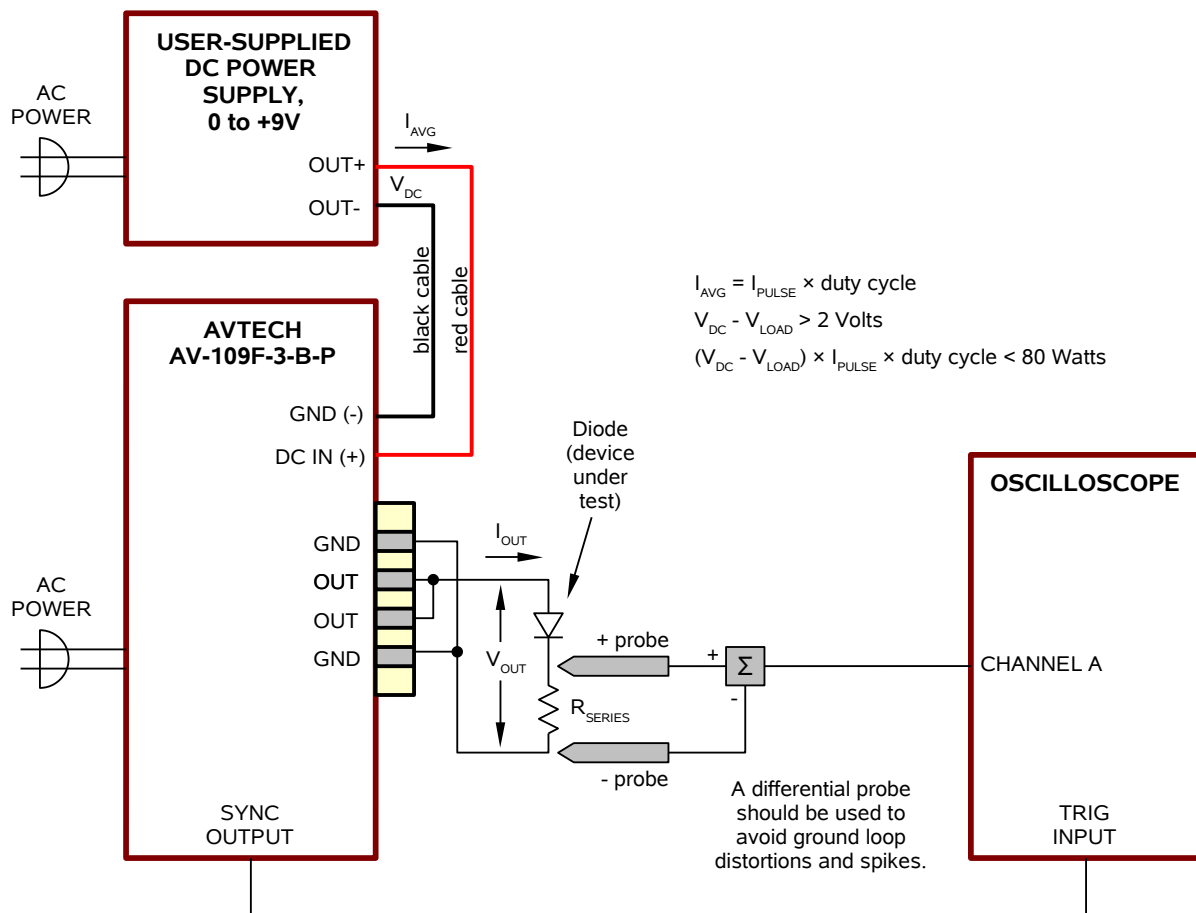 USER-SUPPLIED
DC POWER
SUPPLY,
0 to +9V
AC
POWER
I_AVG
OUT+
V_DC
OUT-
black cable
red cable
I_AVG = I_PULSE × duty cycle
V_DC - V_LOAD > 2 Volts
(V_DC - V_LOAD) × I_PULSE × duty cycle < 80 Watts
AVTECH
AV-109F-3-B-P
GND (-)
DC IN (+)
Diode
(device
under
test)
OSCILLOSCOPE
GND
I_OUT
OUT
OUT
GND
AC
POWER
V_OUT
+ probe
+
Σ
-
CHANNEL A
R_SERIES
- probe
A differential probe
should be used to
avoid ground loop
distortions and spikes.
SYNC
OUTPUT
TRIG
INPUT